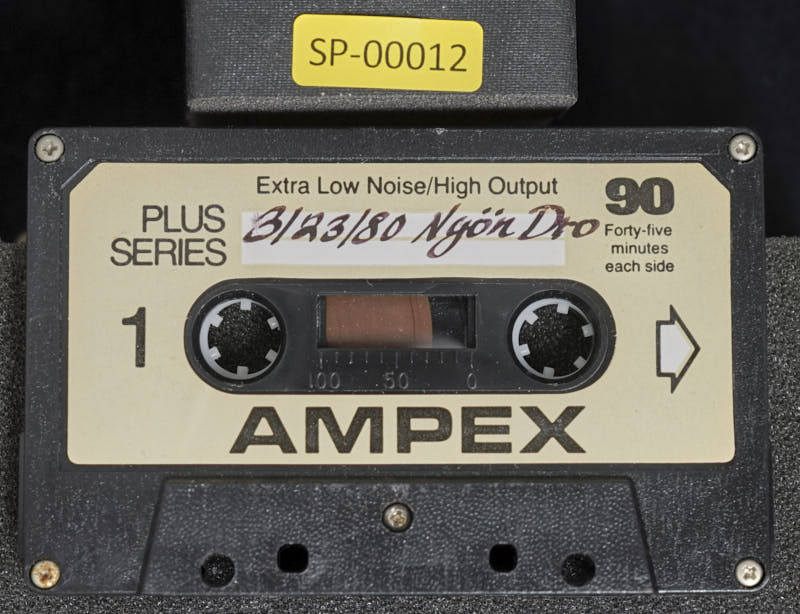 SP-00012
Extra Low Noise/High Output
90
PLUS
SERIES
3/23/80 Ngön Dro
Forty-five
minutes
each side
1
100 50 0
AMPEX